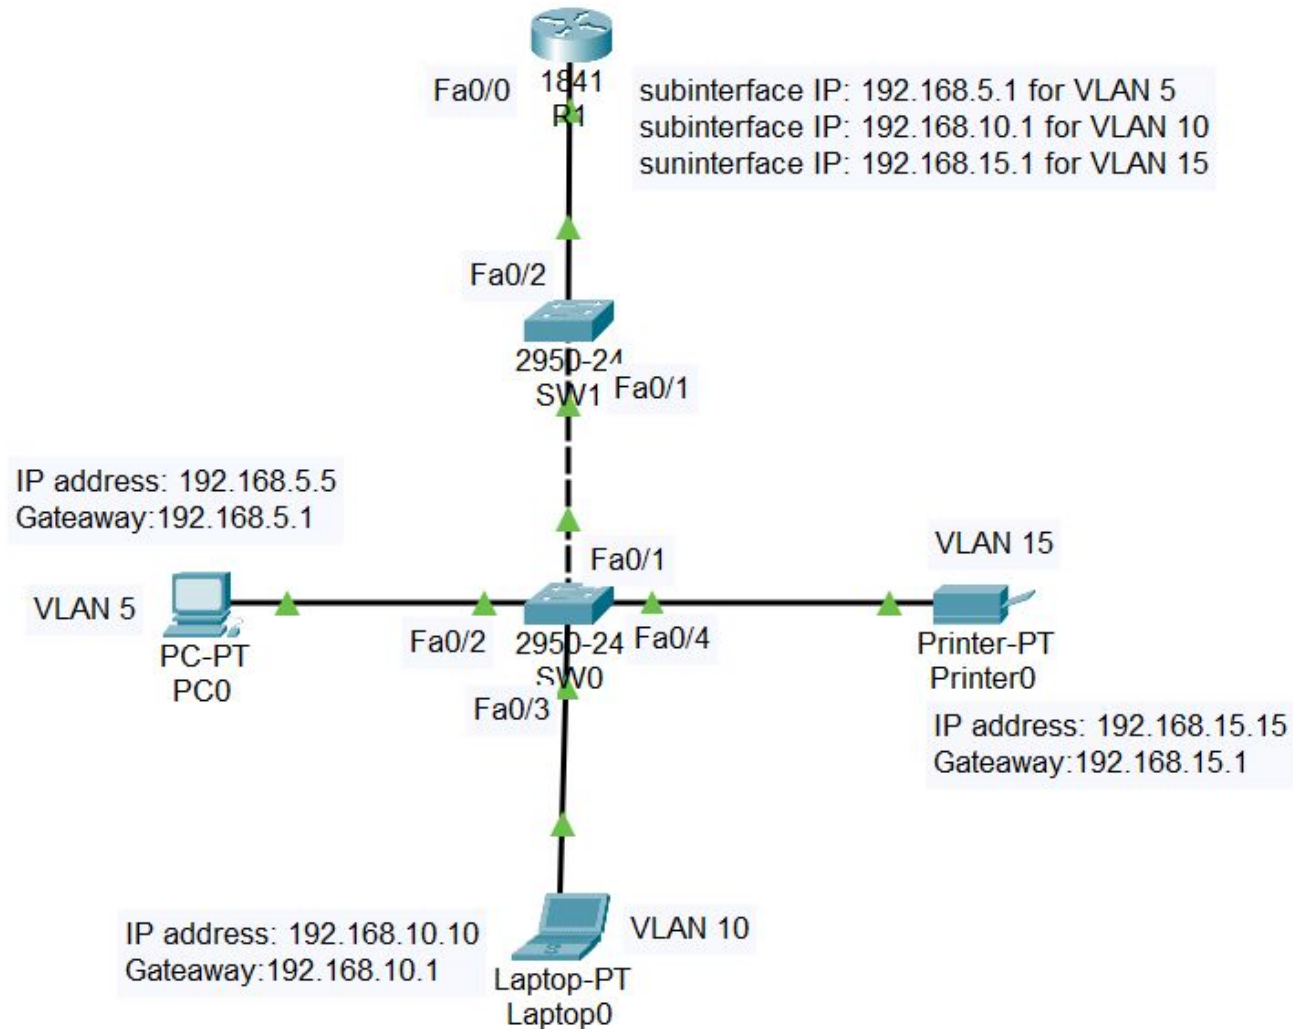 Fa0/0
1841
R1
subinterface IP: 192.168.5.1 for VLAN 5
subinterface IP: 192.168.10.1 for VLAN 10
suninterface IP: 192.168.15.1 for VLAN 15
Fa0/2
2950-24
SW1
Fa0/1
IP address: 192.168.5.5
Gateaway:192.168.5.1
VLAN 5
PC-PT
PC0
Fa0/1
Fa0/2
2950-24
SW0
Fa0/4
Fa0/3
VLAN 15
Printer-PT
Printer0
IP address: 192.168.15.15
Gateaway:192.168.15.1
IP address: 192.168.10.10
Gateaway:192.168.10.1
VLAN 10
Laptop-PT
Laptop0